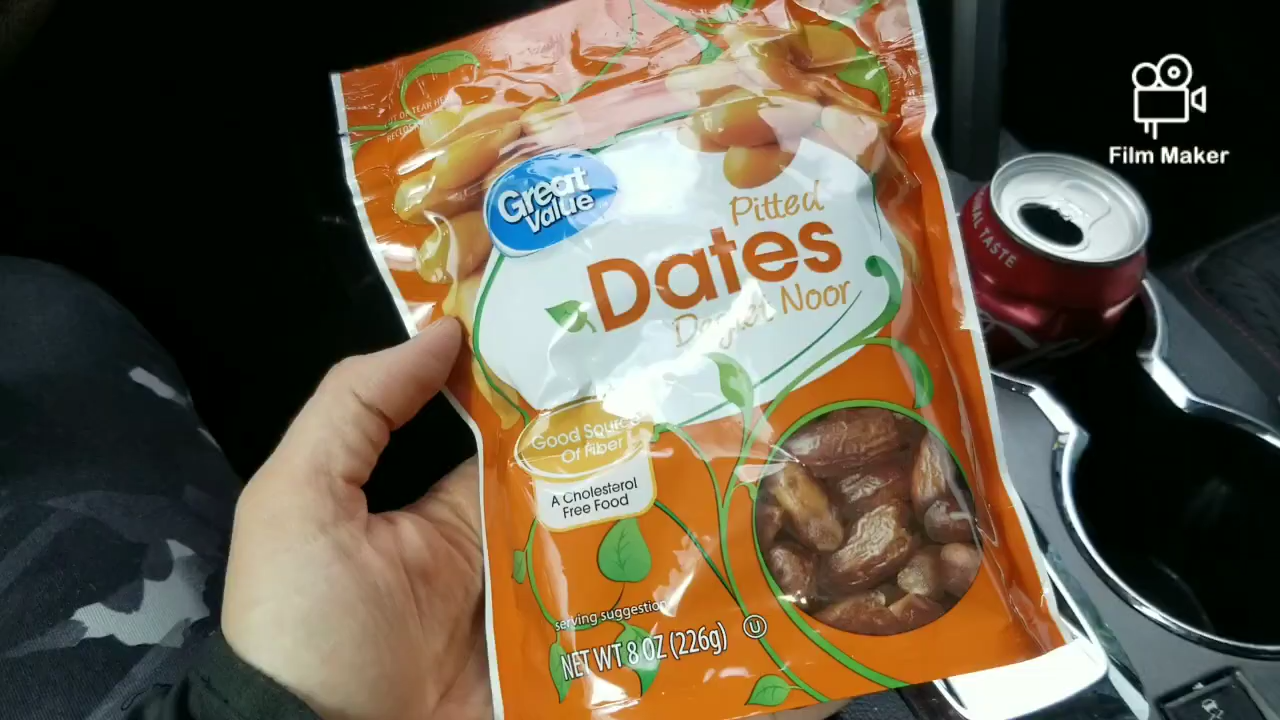 Film Maker
Great
Value
Pitted
Dates
Deglet Noor
Good Source
Of Fiber
A Cholesterol
Free Food
serving suggestion
NET WT 8 OZ (226g)
U
TASTE